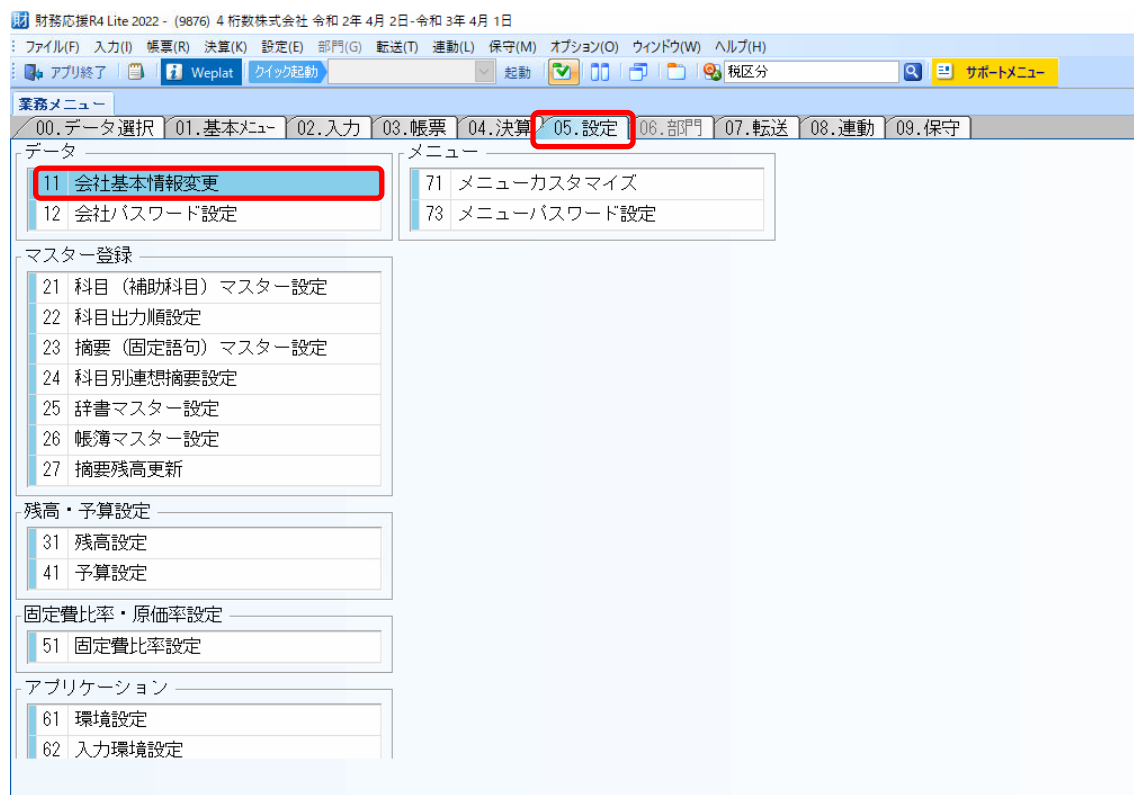 財務応援R4 Lite 2022 - (9876) 4 桁数株式会社 令和 2年 4月 2日-令和 3年 4月 1日
ファイル(F) 入力(I) 帳票(R) 決算(K) 設定(E) 部門(G) 転送(T) 連動(L) 保守(M) オプション(O) ウィンドウ(W) ヘルプ(H)
アプリ終了 Weplat クイック起動 起動 税区分 サポートメニュー
業務メニュー
00.データ選択 01.基本メニュー 02.入力 03.帳票 04.決算 05.設定 06.部門 07.転送 08.連動 09.保守
データ
11 会社基本情報変更
12 会社パスワード設定
メニュー
71 メニューカスタマイズ
73 メニューパスワード設定
マスター登録
21 科目（補助科目）マスター設定
22 科目出力順設定
23 摘要（固定語句）マスター設定
24 科目別連想摘要設定
25 辞書マスター設定
26 帳簿マスター設定
27 摘要残高更新
残高・予算設定
31 残高設定
41 予算設定
固定費比率・原価率設定
51 固定費比率設定
アプリケーション
61 環境設定
62 入力環境設定